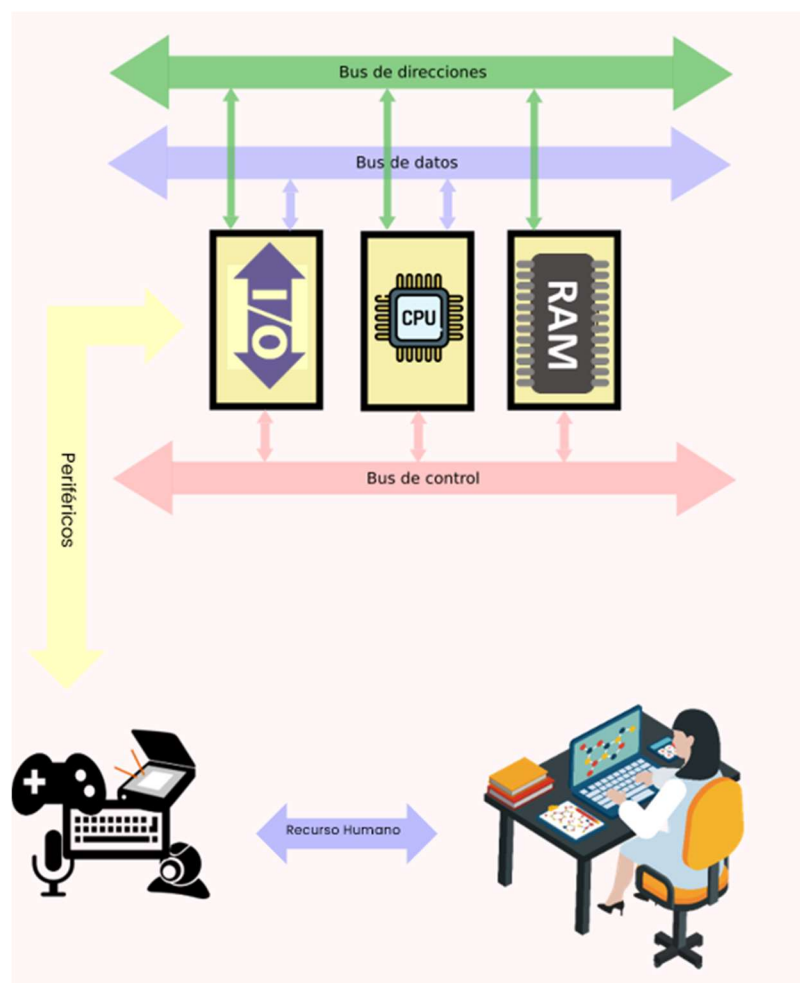 Bus de direcciones
Bus de datos
I/O
CPU
RAM
Bus de control
Periféricos
Recurso Humano